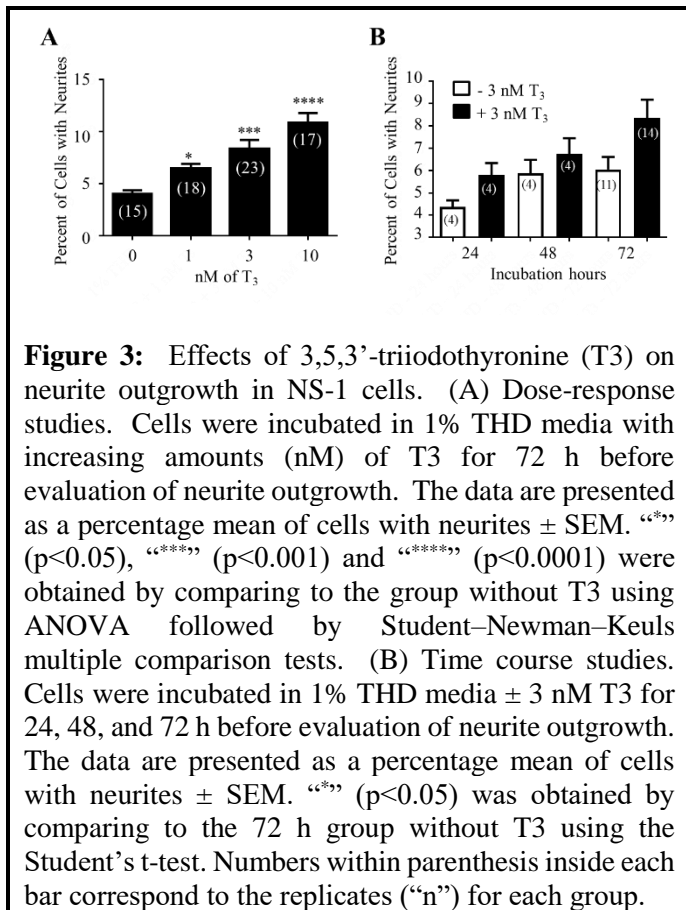 A
Percent of Cells with Neurites
15
10
5
0
(15)
*
(18)
***
(23)
****
(17)
0 1 3 10
nM of T3
B
Percent of Cells with Neurites
10
9
8
7
6
5
4
3
- 3 nM T3
+ 3 nM T3
(4)
(4)
(4)
(4)
(11)
(14)
24 48 72
Incubation hours
Figure 3: Effects of 3,5,3’-triiodothyronine (T3) on
neurite outgrowth in NS-1 cells. (A) Dose-response
studies. Cells were incubated in 1% THD media with
increasing amounts (nM) of T3 for 72 h before
evaluation of neurite outgrowth. The data are presented
as a percentage mean of cells with neurites ± SEM. “*”
(p<0.05), “***” (p<0.001) and “****” (p<0.0001) were
obtained by comparing to the group without T3 using
ANOVA followed by Student–Newman–Keuls
multiple comparison tests. (B) Time course studies.
Cells were incubated in 1% THD media ± 3 nM T3 for
24, 48, and 72 h before evaluation of neurite outgrowth.
The data are presented as a percentage mean of cells
with neurites ± SEM. “*” (p<0.05) was obtained by
comparing to the 72 h group without T3 using the
Student’s t-test. Numbers within parenthesis inside each
bar correspond to the replicates (“n”) for each group.